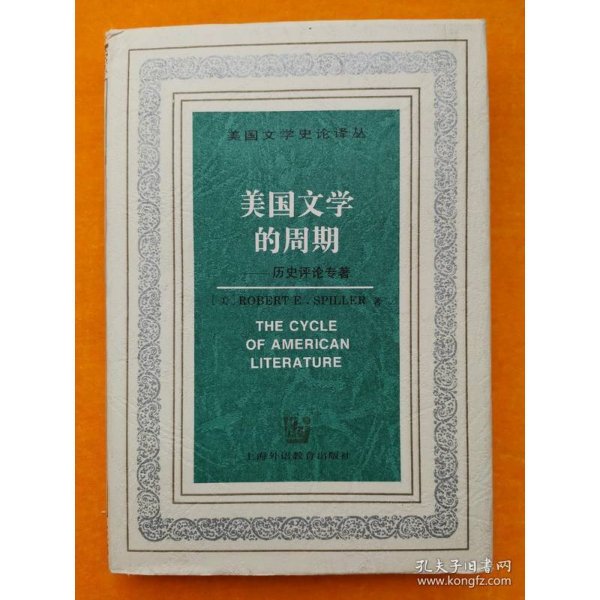 美国文学史论译丛
美国文学
的周期
——历史评论专著
〔美〕ROBERT E. SPILLER 著
THE CYCLE
OF AMERICAN
LITERATURE
上海外语教育出版社
孔夫子旧书网
www.kongfz.com